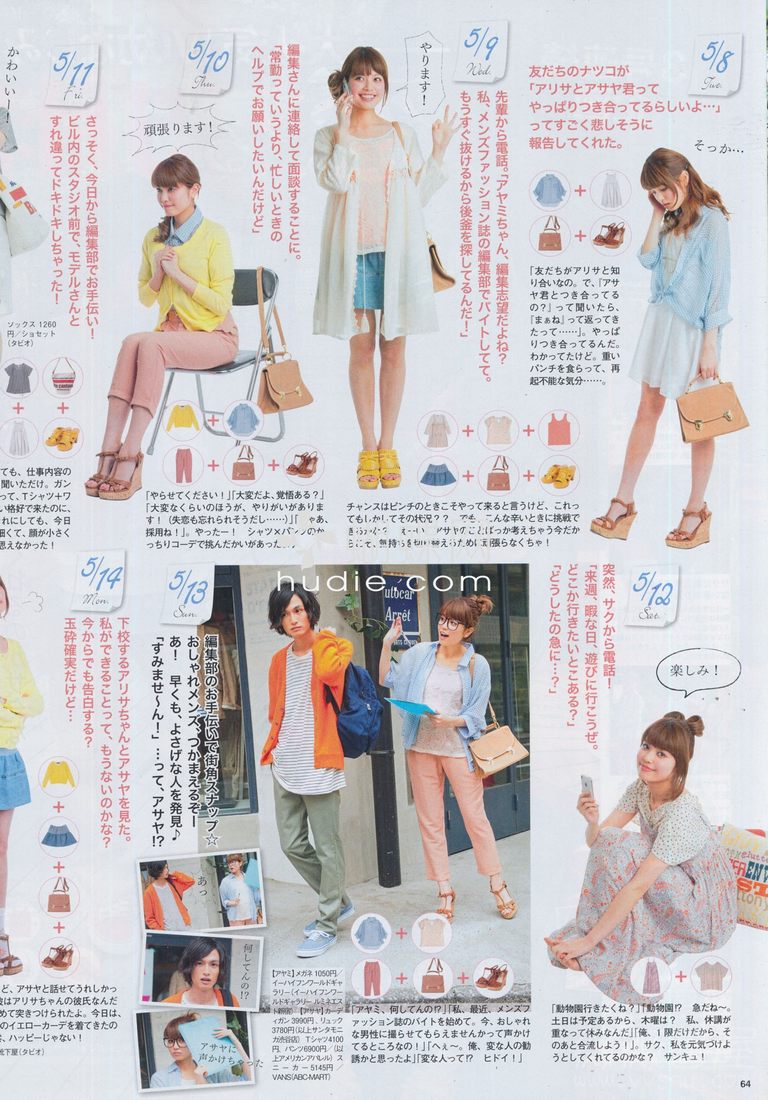 5/8
Tue.
友だちのナツコが
「アリサとアサヤ君って
やっぱりつき合ってるらしいよ…」
ってすごく悲しそうに
報告してくれた。
そっか…
「友だちがアリサと知
り合いなの。で、『アサ
ヤ君とつき合ってる
の？』って聞いたら、
『まぁね』って返ってき
たって……」。やっぱ
りつき合ってるんだ。
わかってたけど。重い
パンチを食らって、再
起不能な気分……。
5/9
Wed.
先輩から電話。「アヤミちゃん、編集志望だよね？
私、メンズファッション誌の編集部でバイトしてて。
もうすぐ抜けるから後釜を探してるんだ！」
やります！
チャンスはピンチのときこそやって来ると言うけど、これっ
てもしかしてその状況？？　でも、こんな辛いときに挑戦で
5/10
Thu.
編集さんに連絡して面談することに。
「常勤っていうより、忙しいときの
ヘルプでお願いしたいんだけど」
頑張ります！
「やらせてください！」「大変だよ、覚悟ある？」
「大変なくらいのほうが、やりがいがありま
す！（失恋も忘れられそうだし……）」「じゃあ、
採用ね！」。やったー！　シャツ×パンツのか
っちりコーデで挑んだかいがあった
5/11
Fri.
さっそく、今日から編集部でお手伝い！
ビル内のスタジオ前で、モデルさんと
すれ違ってドキドキしちゃった！
かわいいー！
ソックス 1260
円／ショセット
（タビオ）
ても、仕事内容の
聞いただけ。ガン
って、Tシャツ+ワ
い格好で来たのに、
れにしても、今日
細くて、顔が小さく
思えなかった！
5/12
Sat.
突然、サクから電話！
「来週、暇な日、遊びに行こうぜ。
どこか行きたいとこある？」
「どうしたの急に…？」
楽しみ！
「動物園行きたくね？」「動物園!?　急だね〜。
土日は予定あるから、木曜は？　私、休講が
重なって休みなんだ」「俺、1限だけだから、そ
のあと合流しよう！」。サク、私を元気づけよ
うとしてくれてるのかな？　サンキュ！
5/13
Sun.
編集部のお手伝いで街角スナップ☆
おしゃれメンズ、つかまえるぞー
あ！　早くも、よさげな人を発見♪
「すみませ〜ん！」…って、アサヤ!?
hudie.com
utocar
Arrêt
あっ
何してんの!?
アサヤに
声かけちゃった
【アヤミ】メガネ 1050円／
イーハイフンワールドギャ
ラリー（イーハイフンワー
ルドギャラリー ルミネエス
ト新宿）【アサヤ】カーデ
ィガン 3990円、リュック
3780円（以上サンタモニ
カ渋谷店）Tシャツ4100
円、パンツ6900円／（以
上アメリカンアパレル）ス
ニーカー 5145円／
VANS（ABC-MART）
「アヤミ、何してんの!?」「私、最近、メンズフ
ァッション誌のバイトを始めて。今、おしゃれ
な男性に撮らせてもらえませんかって声かけ
てるところなの！」「へぇ〜。俺、変な人の勧
誘かと思ったよ」「変な人って!?　ヒドイ！」
5/14
Mon.
下校するアリサちゃんとアサヤを見た。
私ができることって、もうないのかな？
今からでも告白する？
玉砕確実だけど…
ど、アサヤと話せてうれしかっ
彼はアリサちゃんの彼氏なんだ
めて突きつけられたよ。今日は、
のイエローカーデを着てきたの
ぉ、ハッピーじゃない！
靴下屋（タビオ）
64